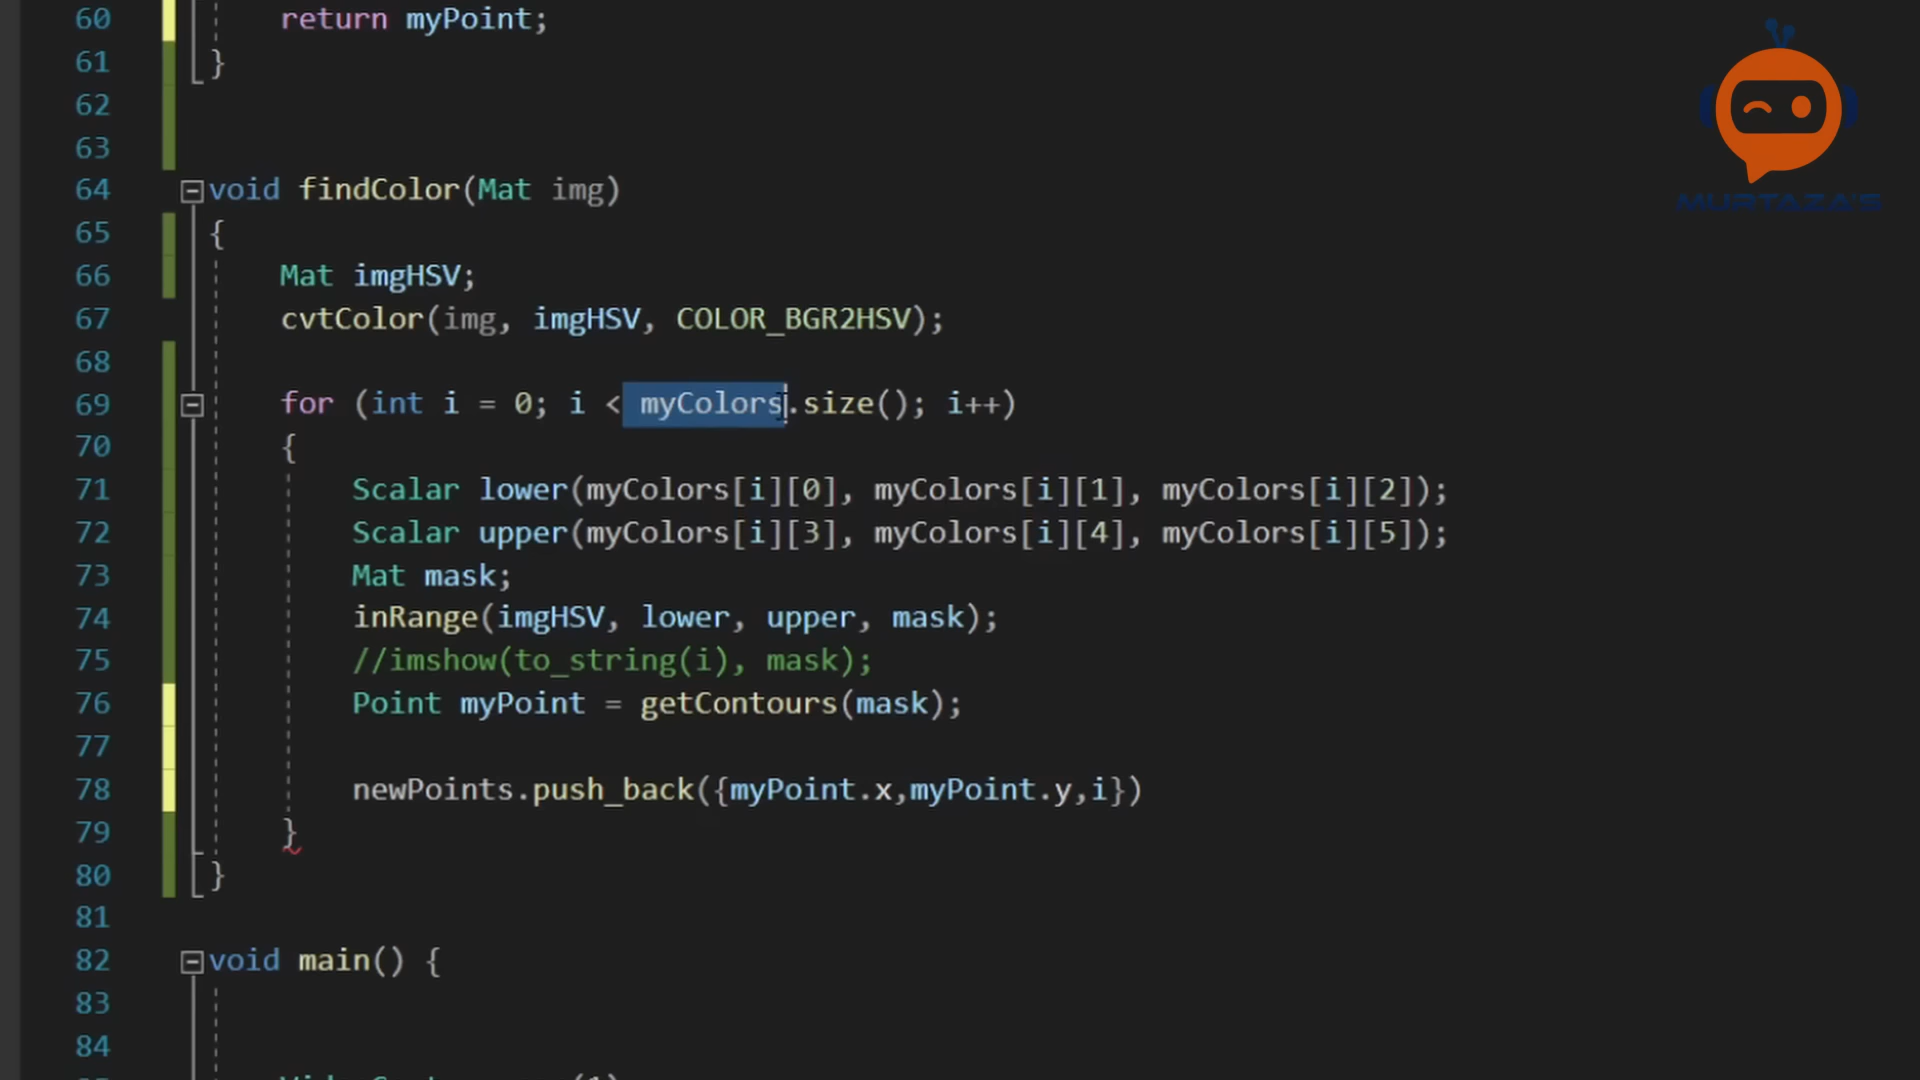 60 return myPoint;
61 }
62
63
64 void findColor(Mat img)
65 {
66 Mat imgHSV;
67 cvtColor(img, imgHSV, COLOR_BGR2HSV);
68
69 for (int i = 0; i < myColors.size(); i++)
70 {
71 Scalar lower(myColors[i][0], myColors[i][1], myColors[i][2]);
72 Scalar upper(myColors[i][3], myColors[i][4], myColors[i][5]);
73 Mat mask;
74 inRange(imgHSV, lower, upper, mask);
75 //imshow(to_string(i), mask);
76 Point myPoint = getContours(mask);
77
78 newPoints.push_back({myPoint.x,myPoint.y,i})
79 }
80 }
81
82 void main() {
83
84
MURTAZA'S